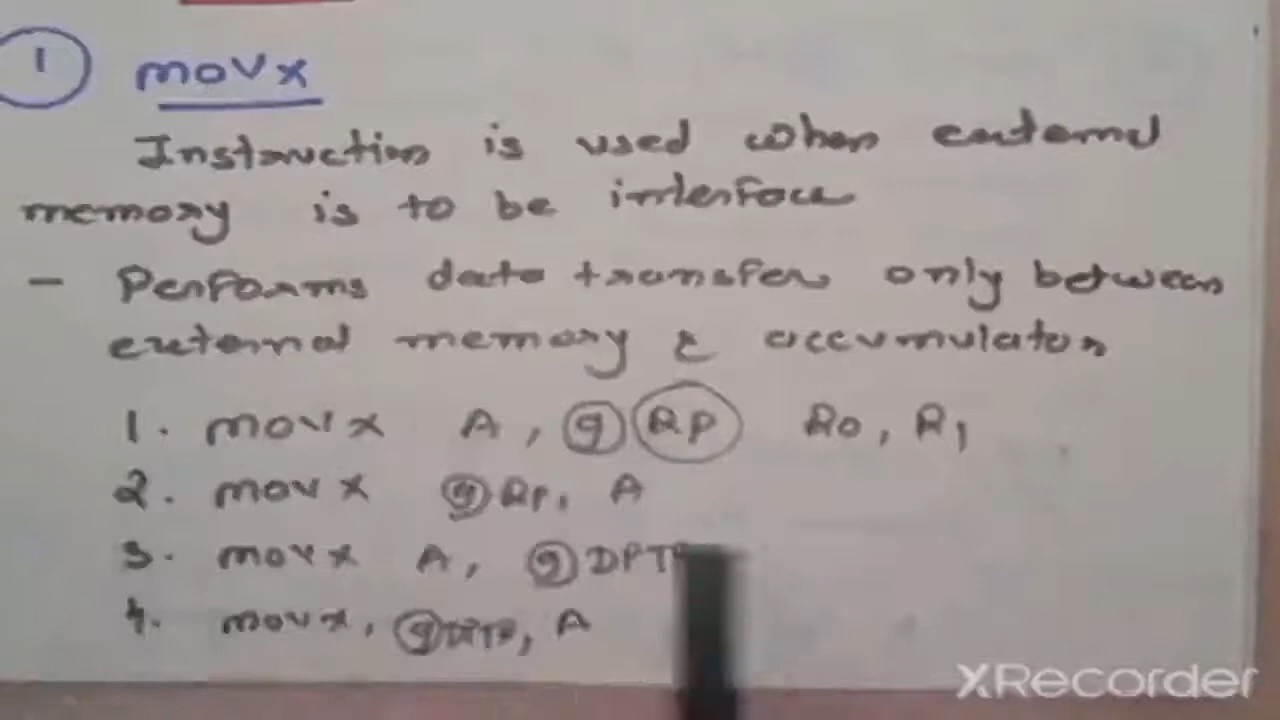 1 MOVX
Instruction is used when external
memory is to be interface
- Performs data transfer only between
external memory & accumulator
1. MOVX A, @RP R0, R1
2. MOVX @RP, A
3. MOVX A, @DPTR
4. MOVX, @DPTR, A
XRecorder